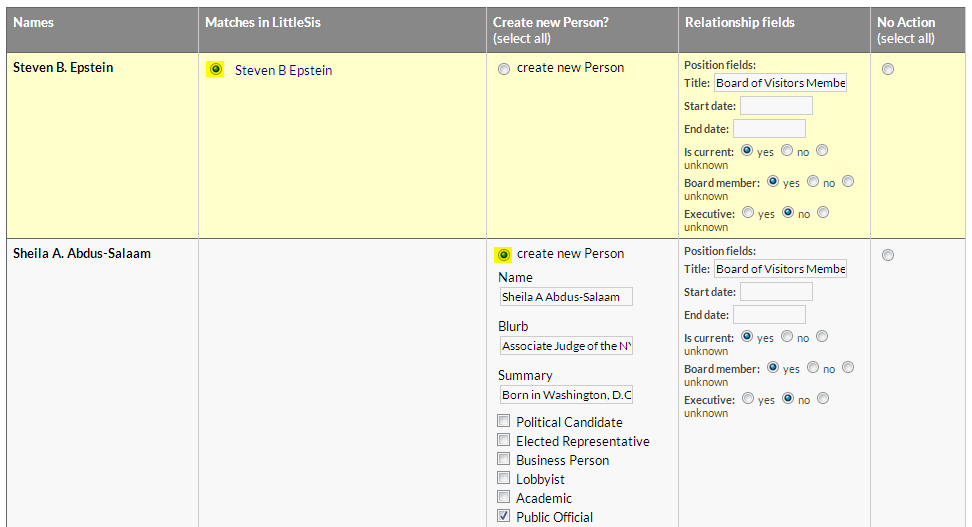 Names
Matches in LittleSis
Create new Person?
(select all)
Relationship fields
No Action
(select all)
Steven B. Epstein
Steven B Epstein
create new Person
Position fields:
Title: Board of Visitors Membe
Start date:
End date:
Is current: yes no
unknown
Board member: yes no
unknown
Executive: yes no
unknown
Sheila A. Abdus-Salaam
create new Person
Name
Sheila A Abdus-Salaam
Blurb
Associate Judge of the NY
Summary
Born in Washington, D.C
Political Candidate
Elected Representative
Business Person
Lobbyist
Academic
Public Official
Position fields:
Title: Board of Visitors Membe
Start date:
End date:
Is current: yes no
unknown
Board member: yes no
unknown
Executive: yes no
unknown